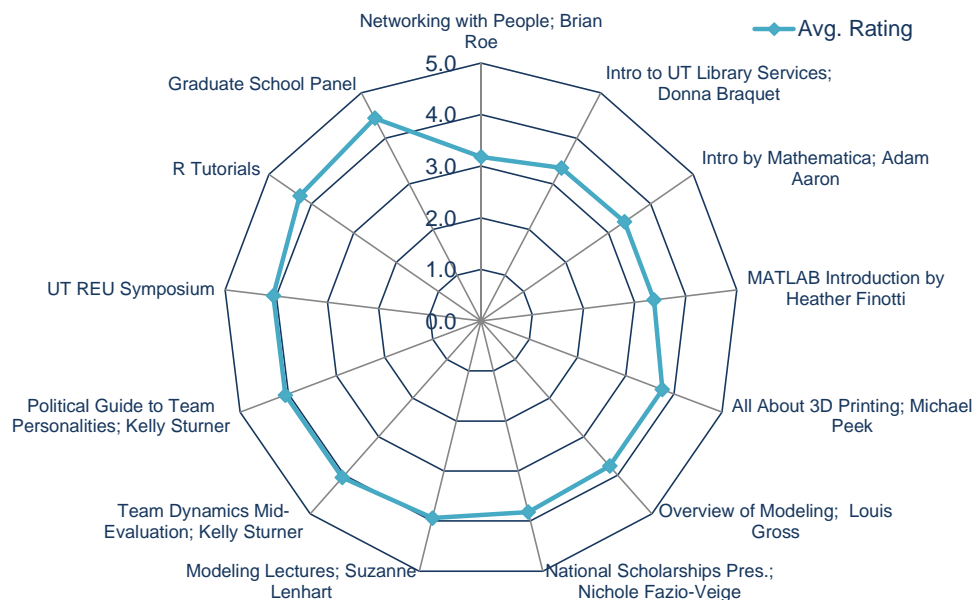 Networking with People; Brian
Roe
Avg. Rating
5.0
Intro to UT Library Services;
Donna Braquet
Graduate School Panel
4.0
Intro by Mathematica; Adam
Aaron
R Tutorials
3.0
2.0
MATLAB Introduction by
Heather Finotti
UT REU Symposium
1.0
0.0
All About 3D Printing; Michael
Peek
Political Guide to Team
Personalities; Kelly Sturner
Overview of Modeling;  Louis
Gross
Team Dynamics Mid-
Evaluation; Kelly Sturner
National Scholarships Pres.;
Nichole Fazio-Veige
Modeling Lectures; Suzanne
Lenhart